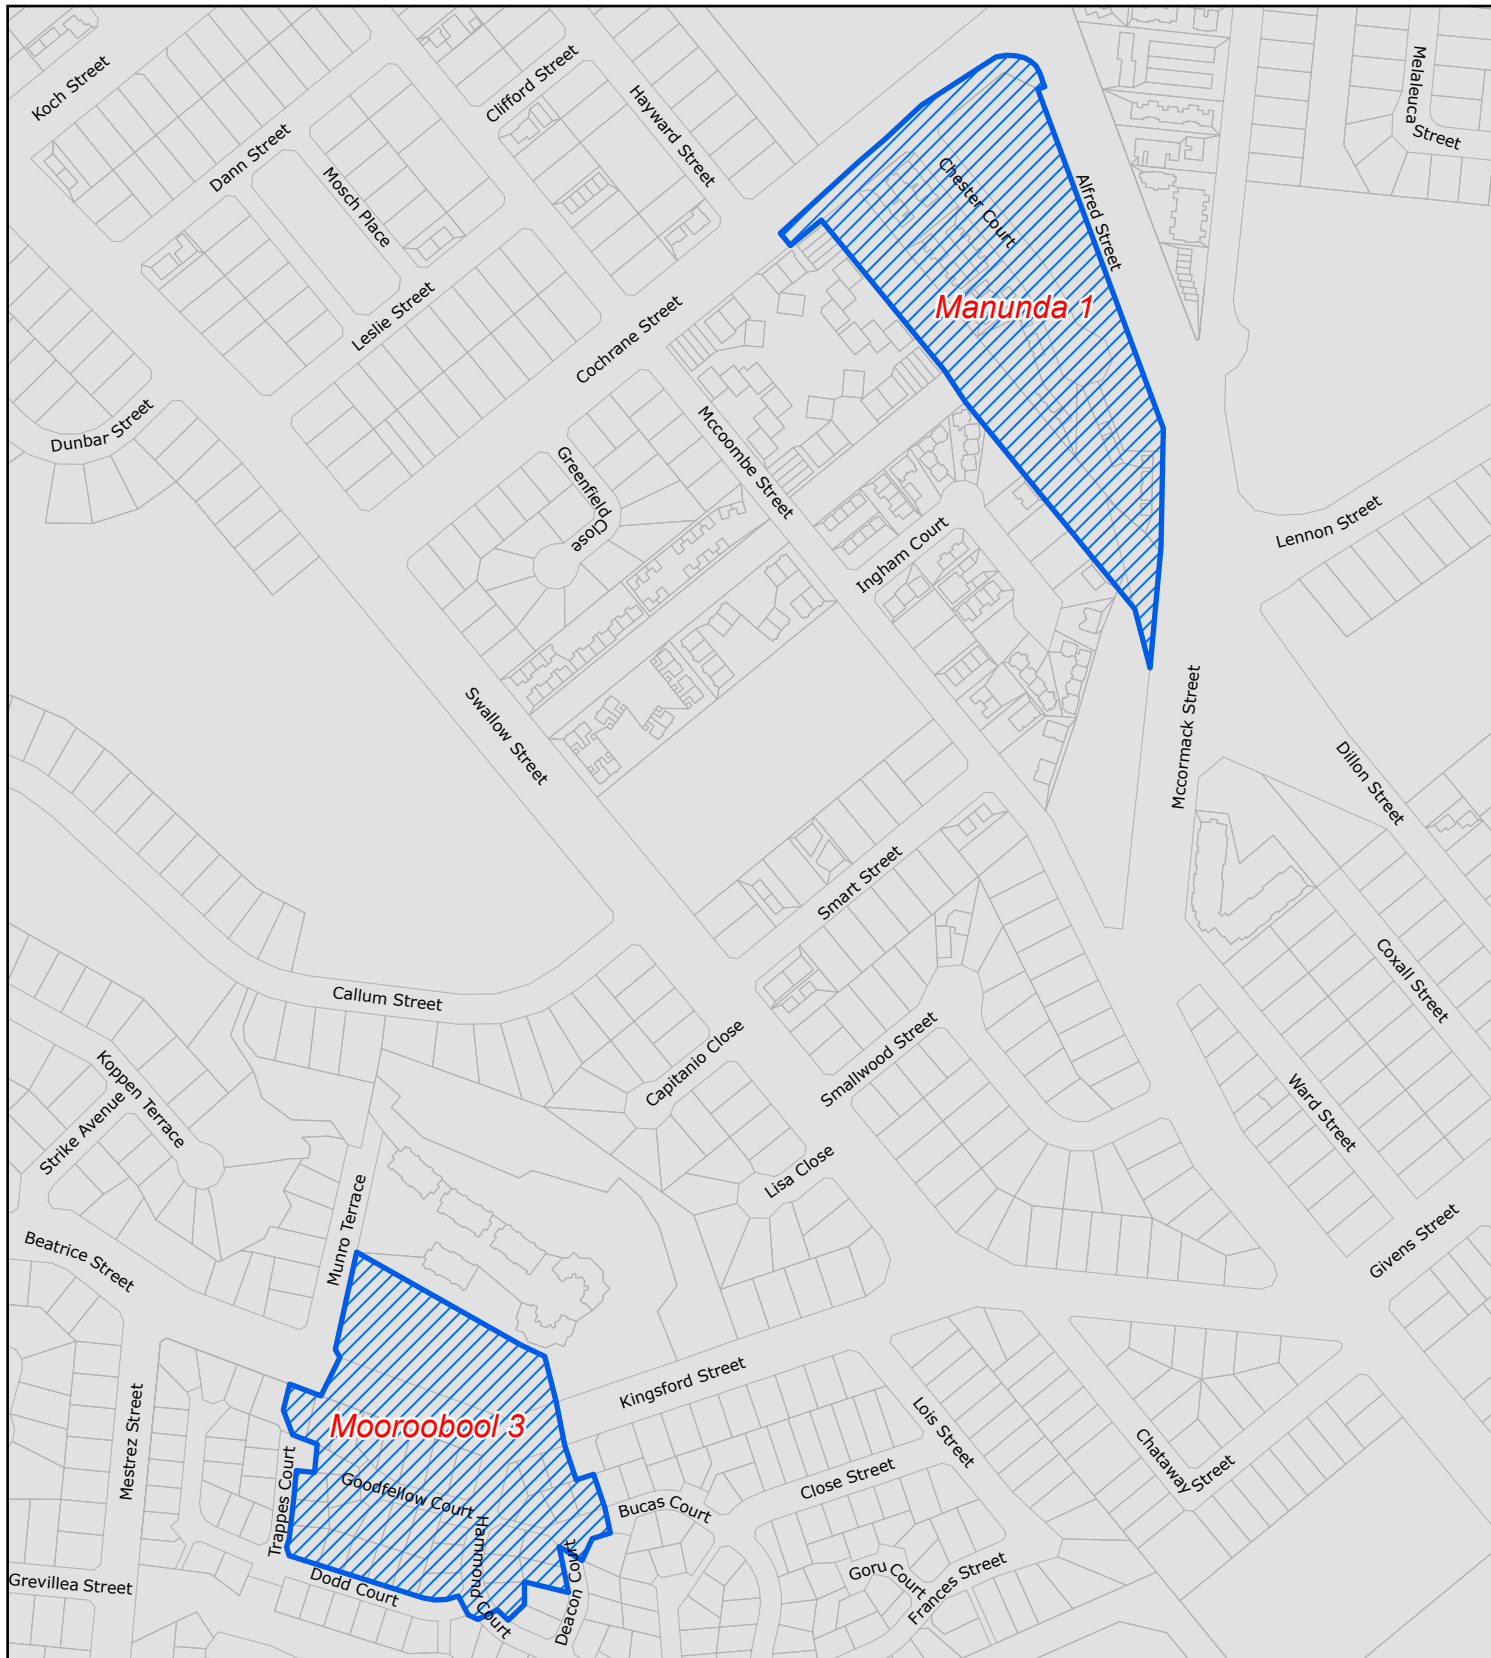 Koch Street
Clifford Street
Melaleuca
Street
Hayward Street
Dann Street
Mosch Place
Chester Court
Alfred Street
Manunda 1
Leslie Street
Cochrane Street
Dunbar Street
Mccoombe Street
Greenfield
Close
Lennon Street
Ingham Court
Swallow Street
Mccormack Street
Dillon Street
Smart Street
Coxall Street
Callum Street
Capitanio Close
Smallwood Street
Koppen Terrace
Strike Avenue
Ward Street
Lisa Close
Munro Terrace
Beatrice Street
Givens Street
Kingsford Street
Mooroobool 3
Lois Street
Mestrez Street
Chataway
Street
Trappes Court
Goodfellow Court
Close Street
Bucas Court
Hammond
Court
Deacon Court
Goru Court
Frances Street
Grevillea Street
Dodd Court